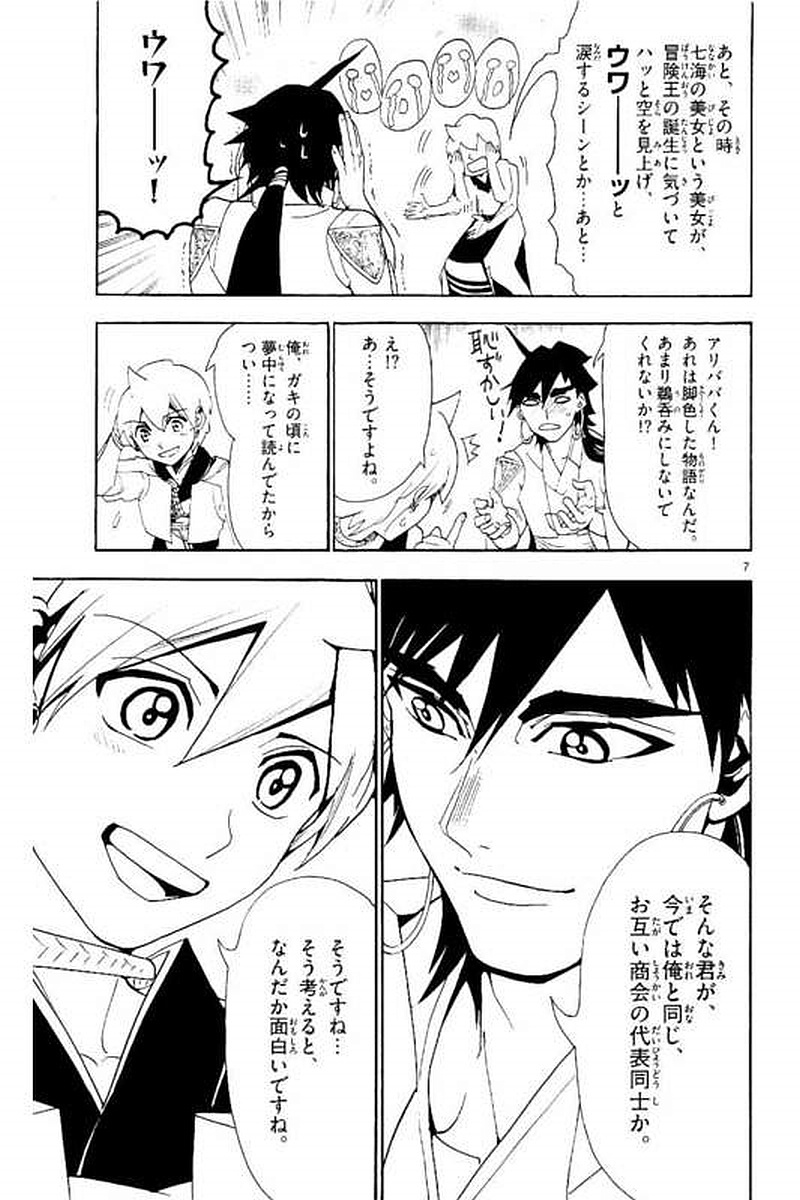 あと、その時
七海の美女という美女が、
冒険王の誕生に気づいて
ハッと空を見上げ、
ウワーーーッと
涙するシーンとか…あと…
ウワーーッ!
アリババくん!
あれは脚色した物語なんだ。
あまり鵜呑みにしないで
くれないか!?
恥ずかしい!
え!?
あ…そうですよね。
俺、ガキの頃に
夢中になって読んでたから
つい……
7
そんな君が、
今では俺と同じ、
お互い商会の代表同士か。
そうですね…
そう考えると、
なんだか面白いですね。